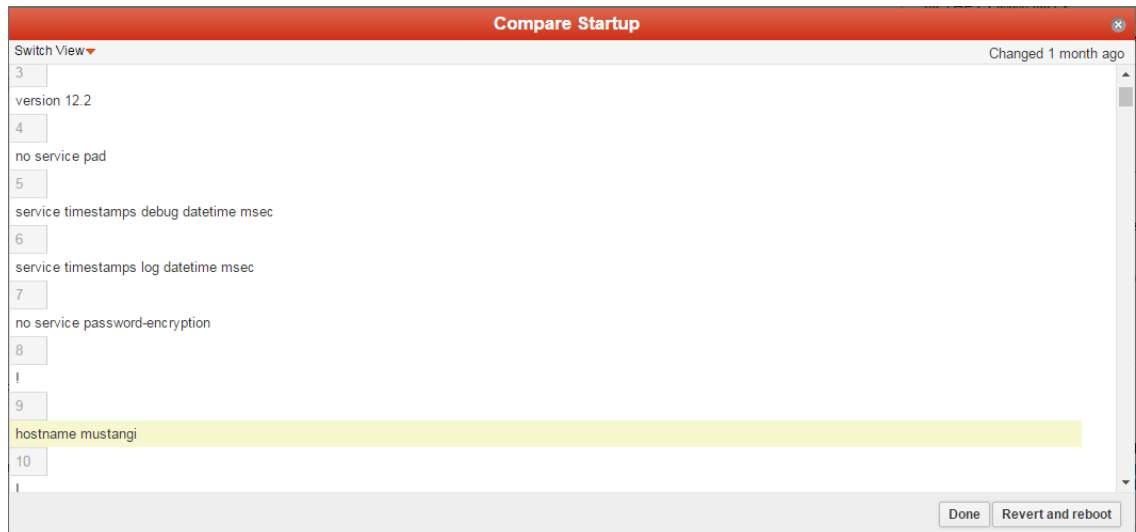 Compare Startup
Switch View
Changed 1 month ago
3
version 12.2
4
no service pad
5
service timestamps debug datetime msec
6
service timestamps log datetime msec
7
no service password-encryption
8
!
9
hostname mustangi
10
!
Done
Revert and reboot